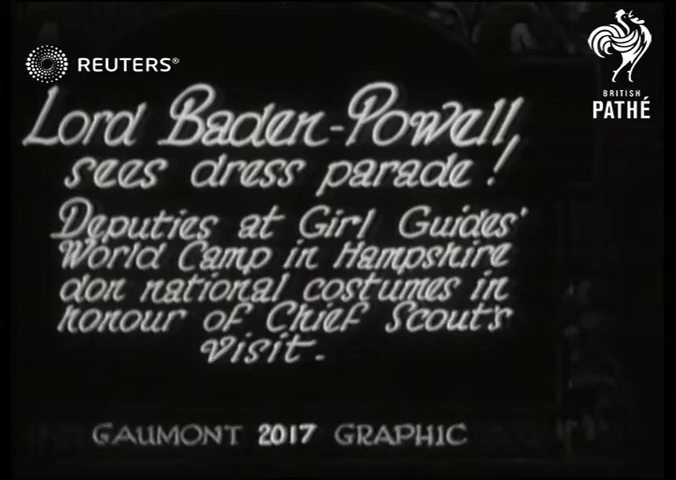 REUTERS®
BRITISH
PATHÉ
Lord Baden-Powell,
sees dress parade!
Deputies at Girl Guides'
World Camp in Hampshire
don national costumes in
honour of Chief Scout's
visit.
GAUMONT 2017 GRAPHIC